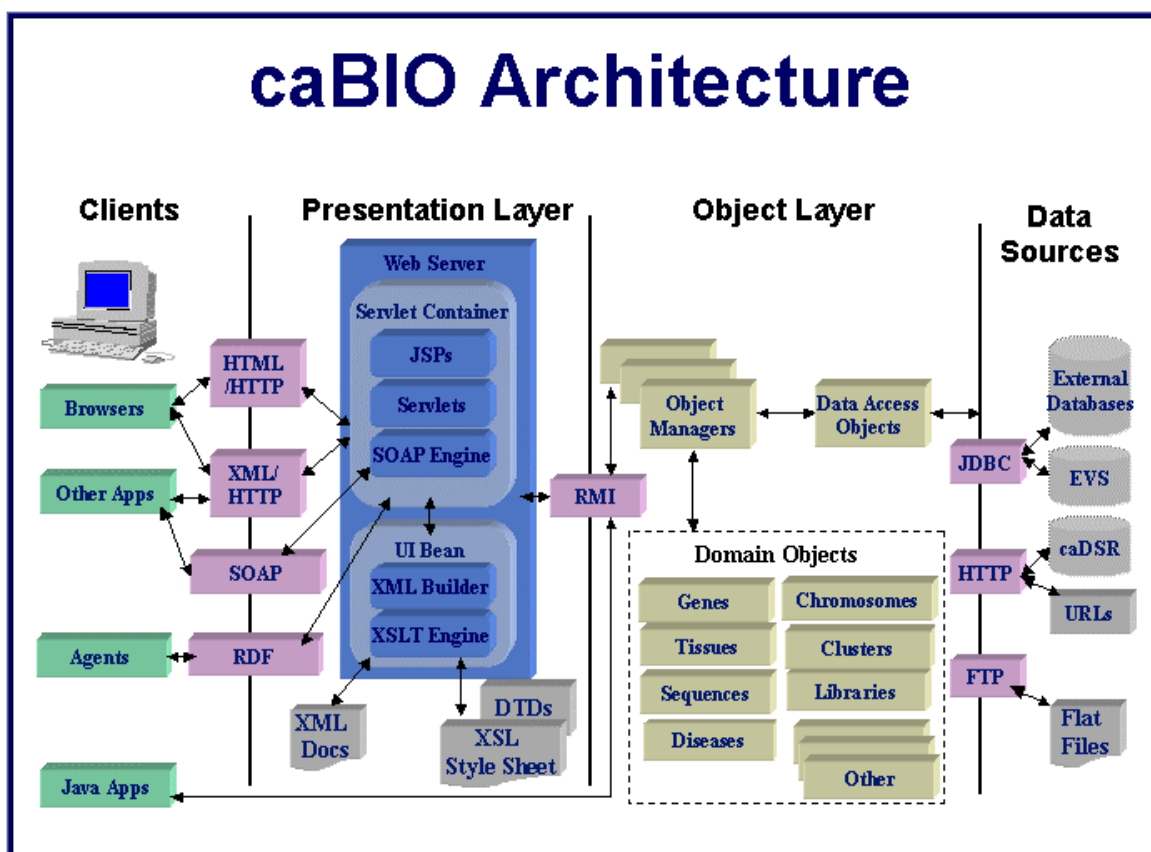 caBIO Architecture
Clients
Presentation Layer
Object Layer
Data
Sources
Web Server
Servlet Container
JSPs
Servlets
SOAP Engine
UI Bean
XML Builder
XSLT Engine
HTML
/HTTP
XML/
HTTP
SOAP
RDF
Browsers
Other Apps
Agents
Java Apps
XML
Docs
DTDs
XSL
Style Sheet
RMI
Object
Managers
Data Access
Objects
Domain Objects
Genes
Chromosomes
Tissues
Clusters
Sequences
Libraries
Diseases
Other
JDBC
HTTP
FTP
External
Databases
EVS
caDSR
URLs
Flat
Files